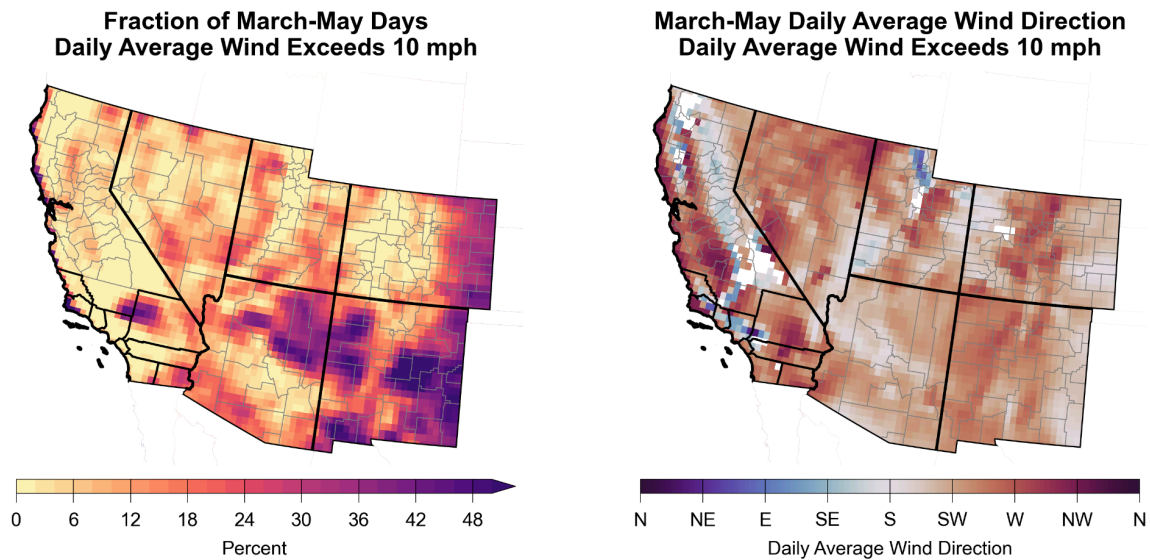 Fraction of March-May Days
Daily Average Wind Exceeds 10 mph
0 6 12 18 24 30 36 42 48
Percent
March-May Daily Average Wind Direction
Daily Average Wind Exceeds 10 mph
N NE E SE S SW W NW N
Daily Average Wind Direction